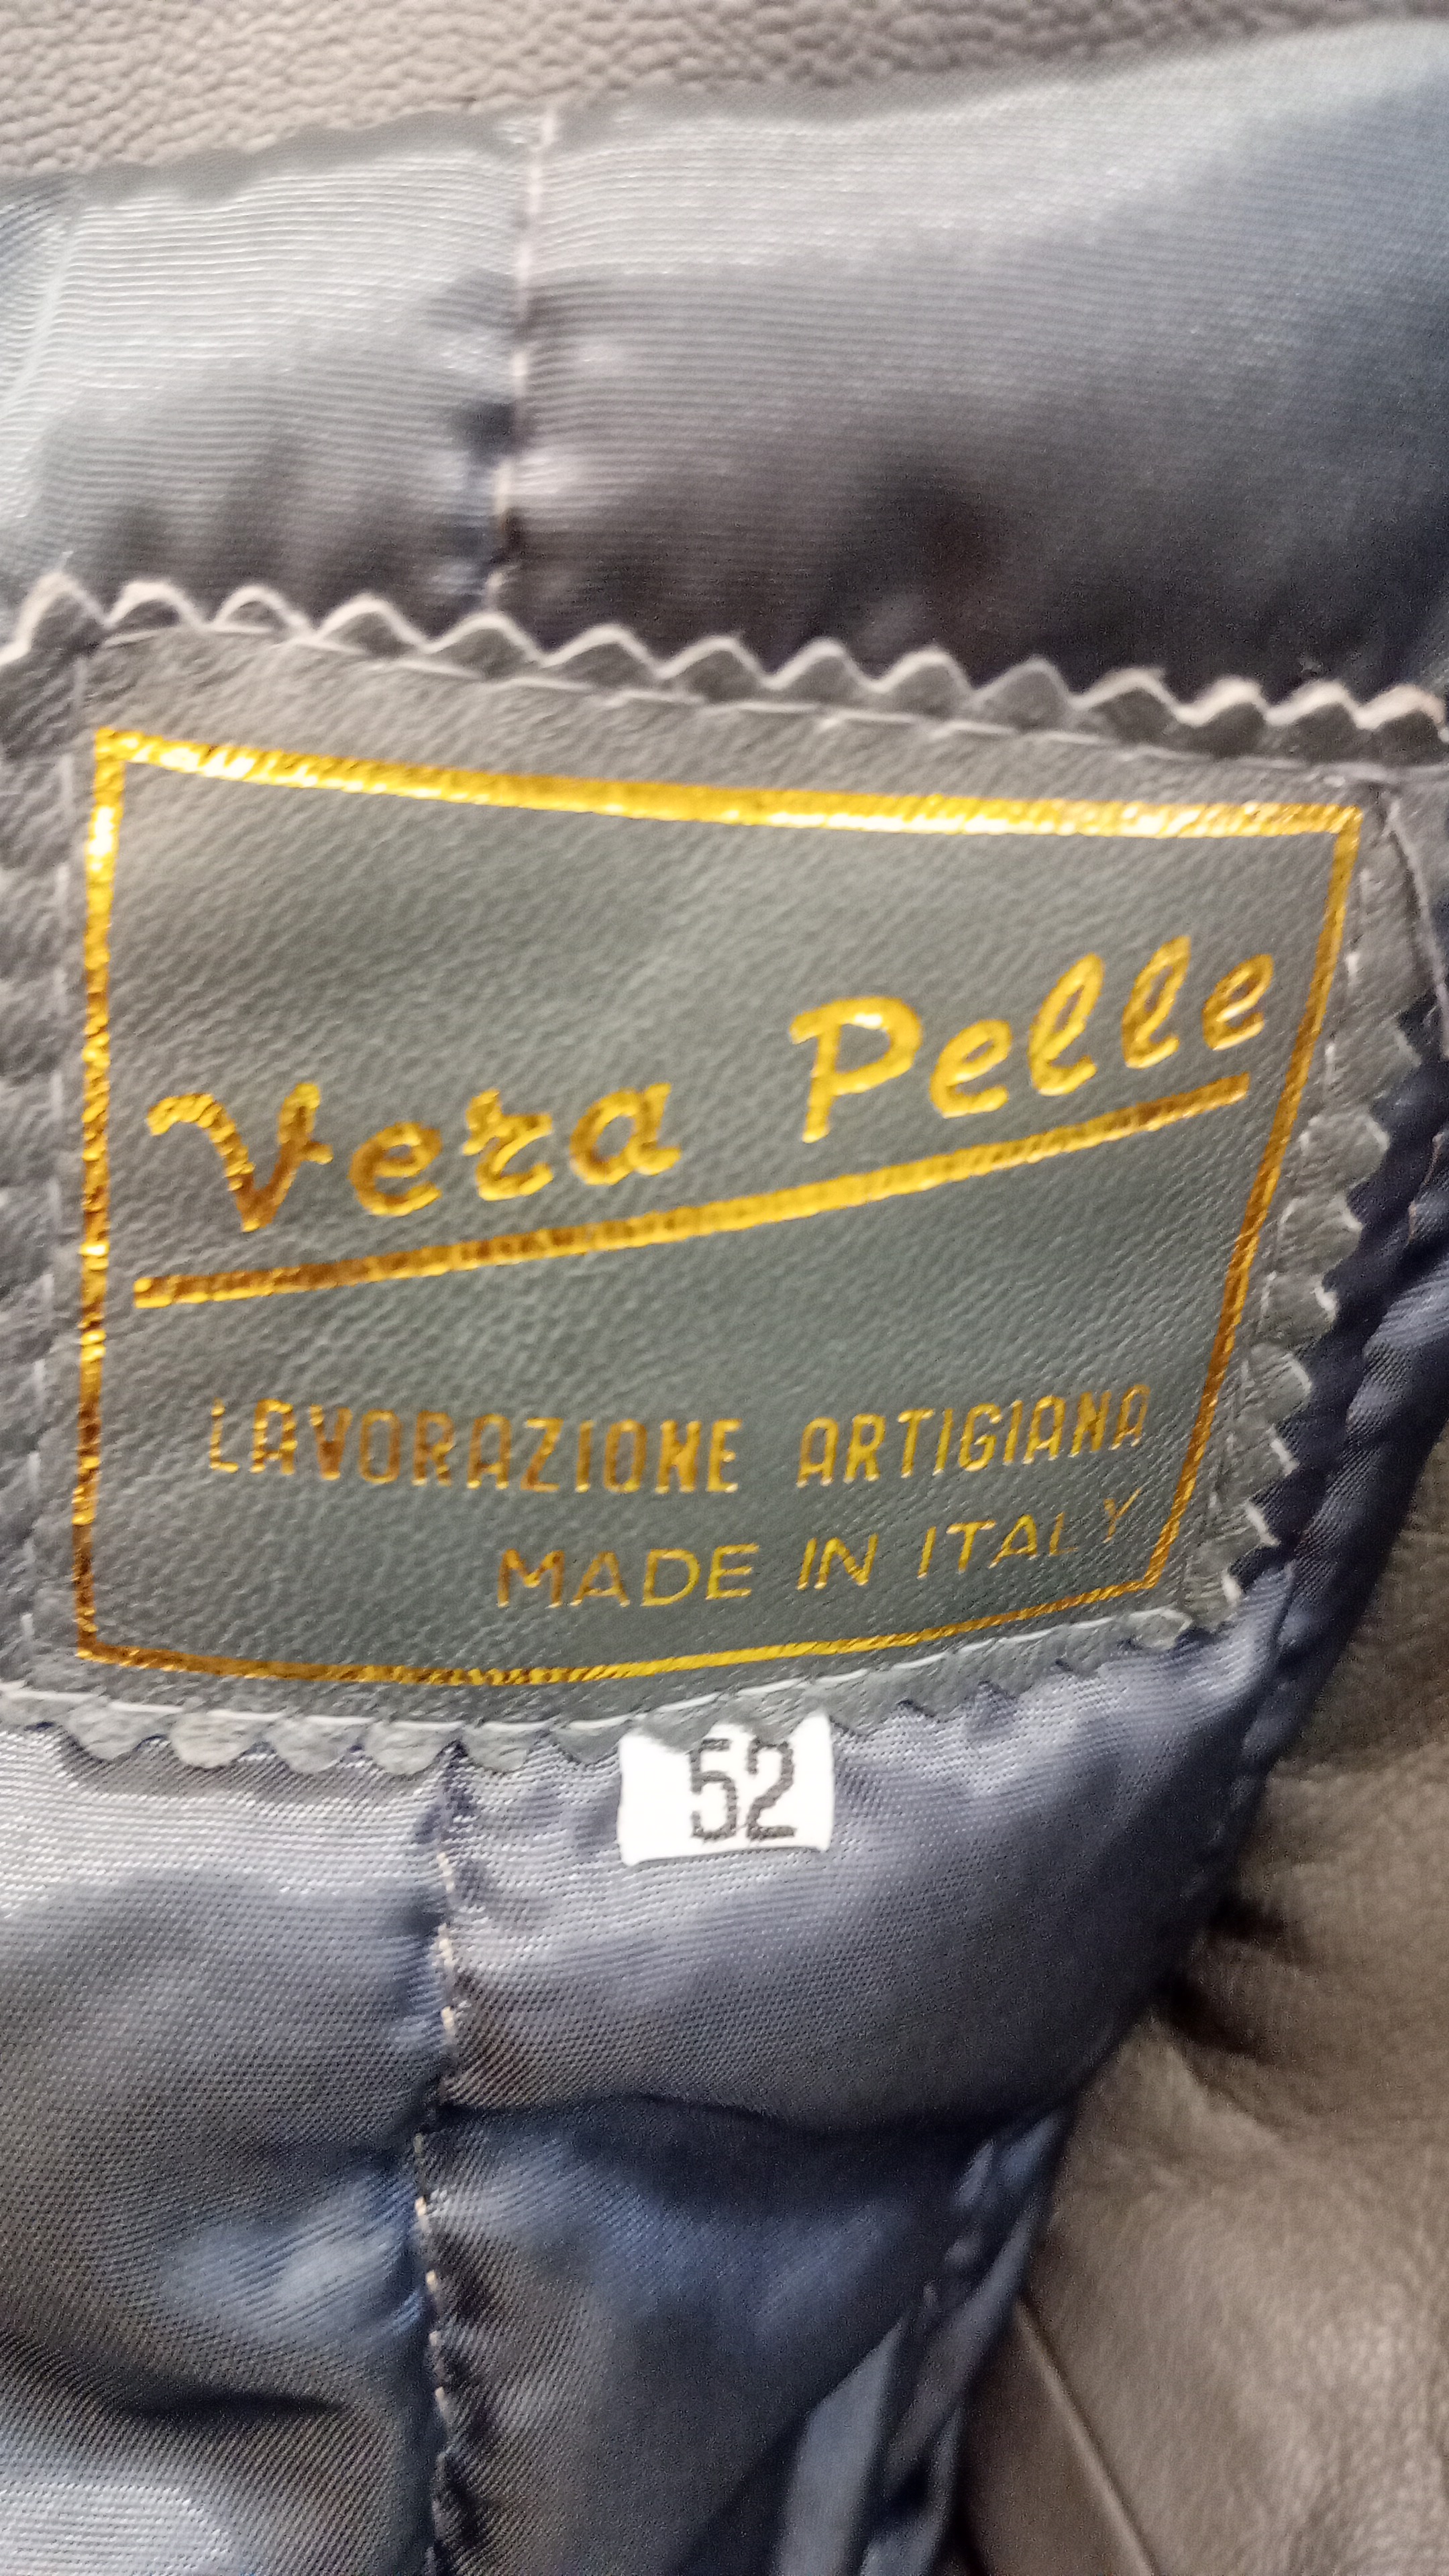 Vera Pelle
LAVORAZIONE ARTIGIANA
MADE IN ITALY
52